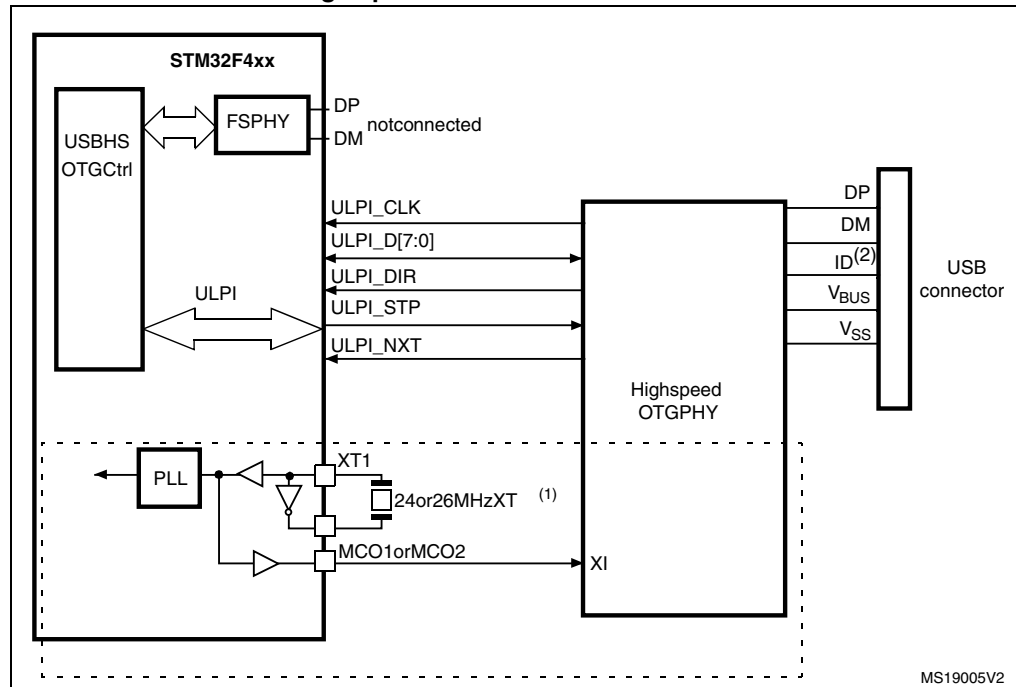 STM32F4xx
USBHS
OTGCtrl
FSPHY
DP
DM
notconnected
ULPI_CLK
ULPI_D[7:0]
ULPI_DIR
ULPI_STP
ULPI_NXT
ULPI
Highspeed
OTGPHY
DP
DM
ID(2)
VBUS
VSS
USB
connector
PLL
XT1
24or26MHzXT (1)
MCO1orMCO2
XI
MS19005V2